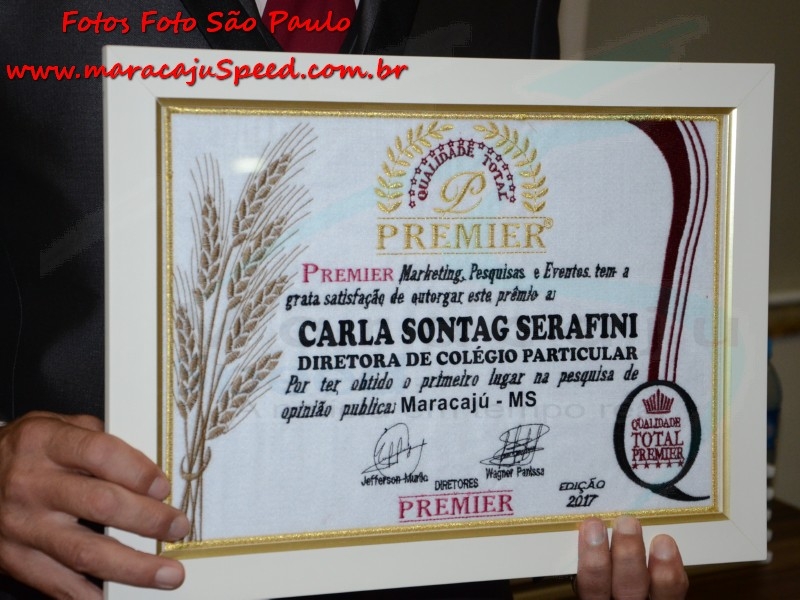 Fotos Foto São Paulo
www.maracajuSpeed.com.br
QUALIDADE TOTAL
P
PREMIER®
PREMIER Marketing, Pesquisas e Eventos, tem a
grata satisfação de outorgar este prêmio a:
CARLA SONTAG SERAFINI
DIRETORA DE COLÉGIO PARTICULAR
Por ter obtido o primeiro lugar na pesquisa de
opinião publica: Maracajú - MS
Jefferson Murilo
Wagner Parissa
DIRETORES
PREMIER
EDIÇÃO
2017
QUALIDADE
TOTAL
PREMIER